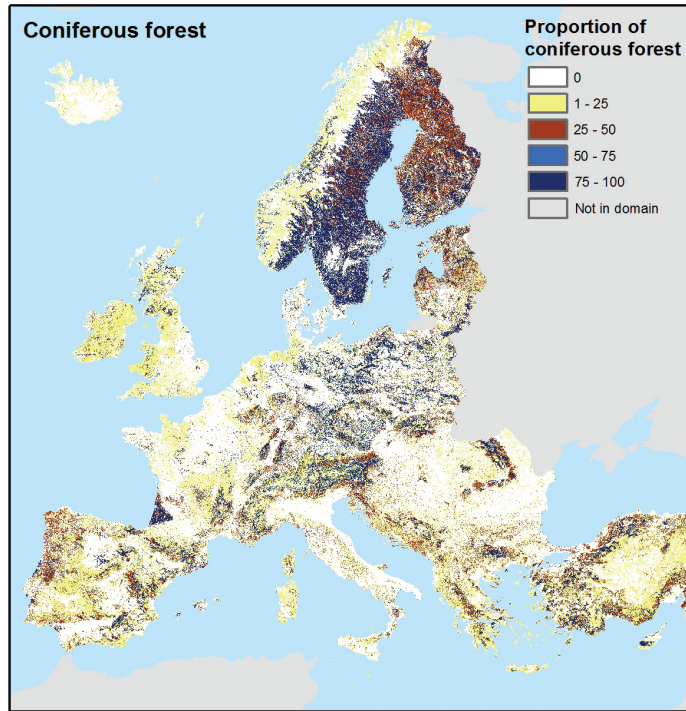 Coniferous forest
Proportion of
coniferous forest
0
1 - 25
25 - 50
50 - 75
75 - 100
Not in domain